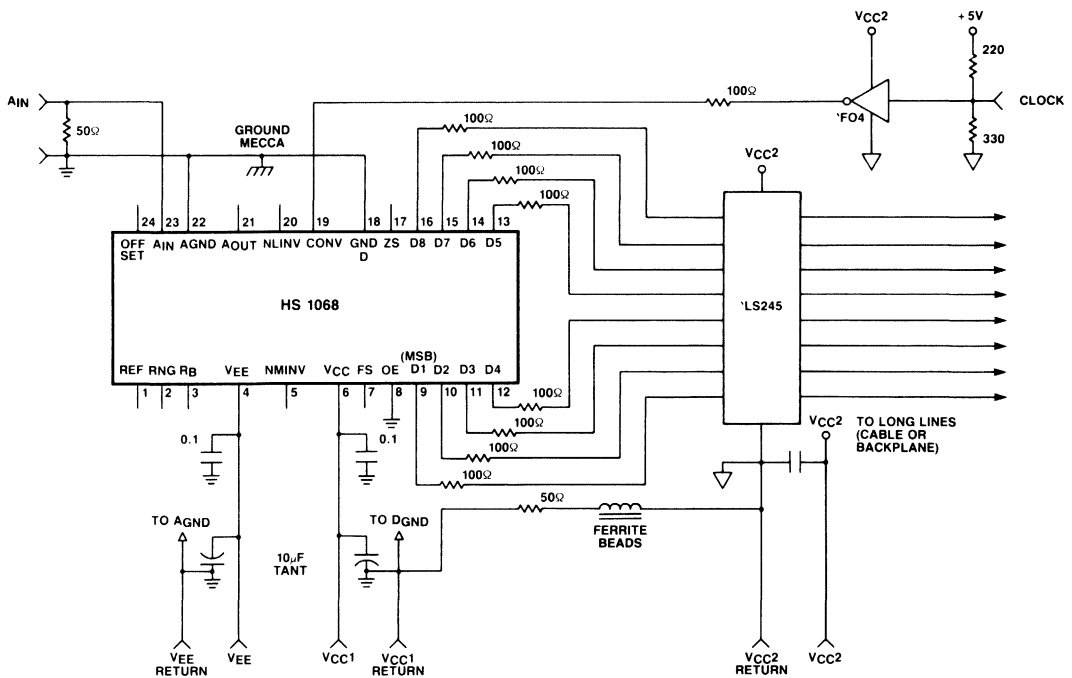 VCC2
+5V
220
100Ω
AIN
50Ω
GROUND
MECCA
'FO4
CLOCK
330
100Ω
100Ω
100Ω
100Ω
VCC2
24 23 22 21 20 19 18 17 16 15 14 13
OFF SET AIN AGND AOUT NLINV CONV GND D ZS D8 D7 D6 D5
HS 1068
'LS245
(MSB)
REF RNG RB VEE NMINV VCC FS OE D1 D2 D3 D4
1 2 3 4 5 6 7 8 9 10 11 12
100Ω
100Ω
100Ω
100Ω
0.1
0.1
VCC2
TO LONG LINES
(CABLE OR
BACKPLANE)
50Ω
FERRITE
BEADS
TO AGND
TO DGND
10μF
TANT
VEE
RETURN
VEE
VCC1
VCC1
RETURN
VCC2
RETURN
VCC2